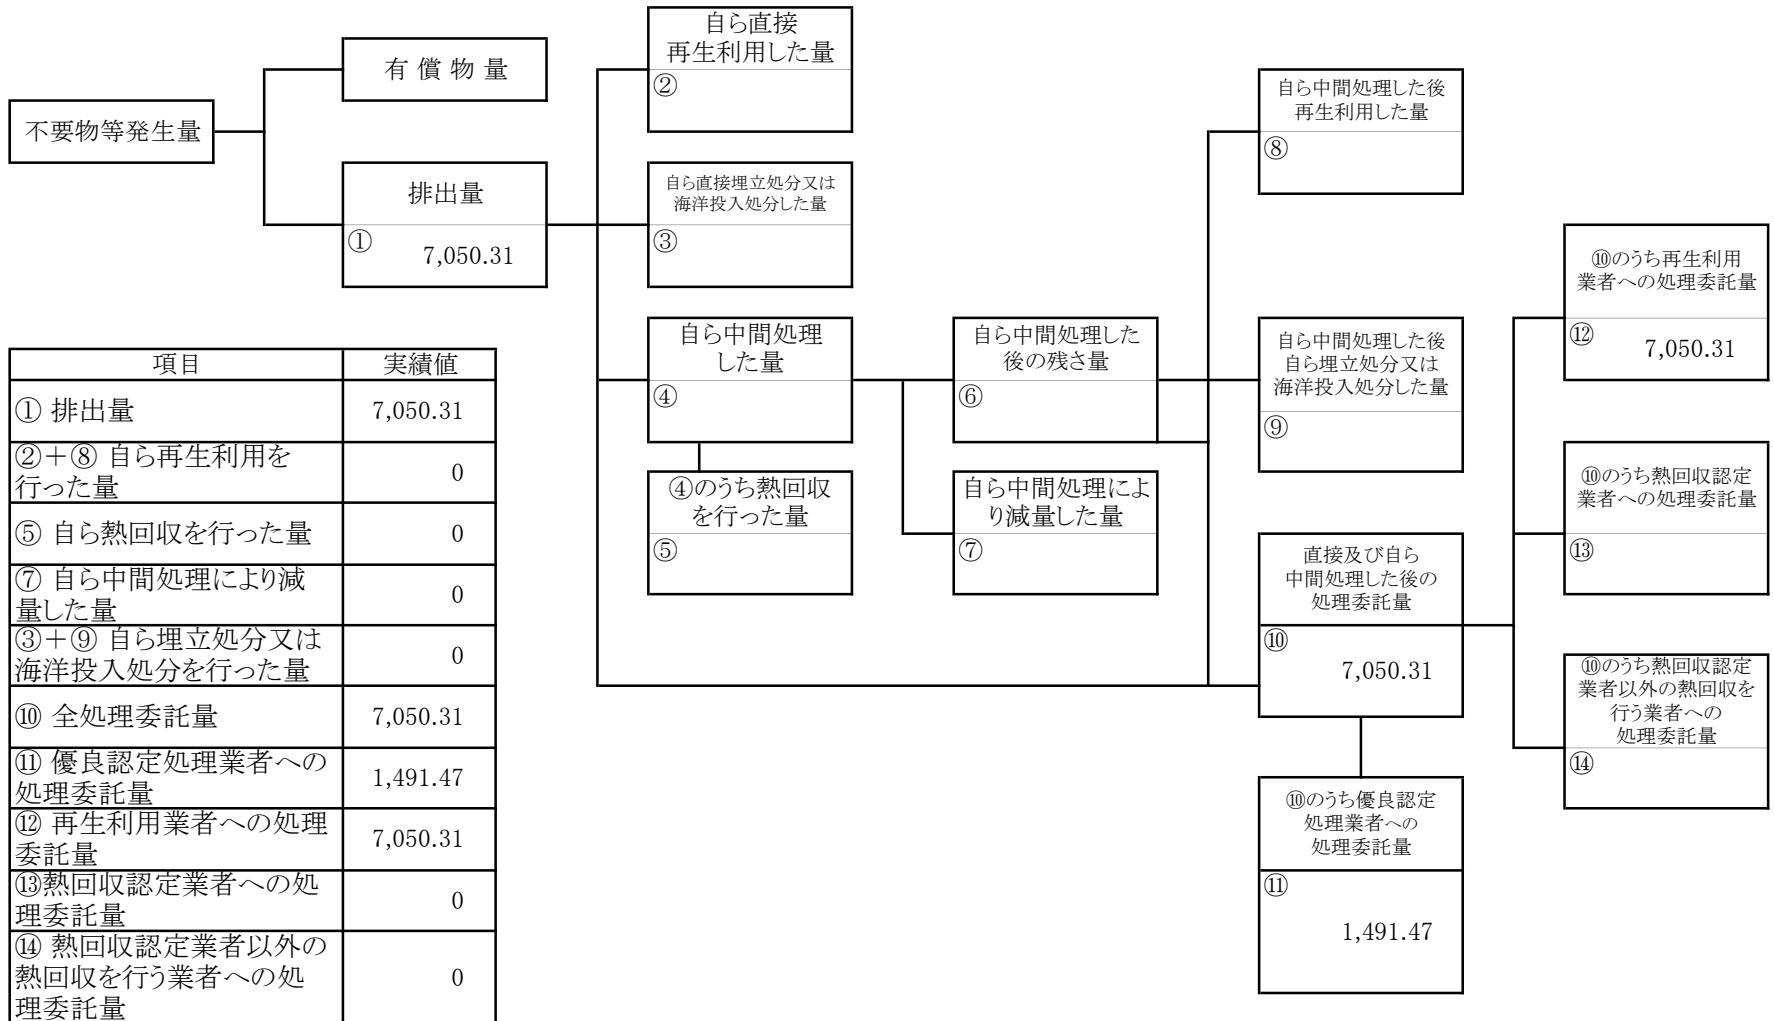 不要物等発生量
有 償 物 量
排出量
① 7,050.31
自ら直接
再生利用した量
②
自ら直接埋立処分又は
海洋投入処分した量
③
自ら中間処理
した量
④
④のうち熱回収
を行った量
⑤
自ら中間処理した
後の残さ量
⑥
自ら中間処理によ
り減量した量
⑦
自ら中間処理した後
再生利用した量
⑧
自ら中間処理した後
自ら埋立処分又は
海洋投入処分した量
⑨
直接及び自ら
中間処理した後の
処理委託量
⑩
7,050.31
⑩のうち優良認定
処理業者への
処理委託量
⑪
1,491.47
⑩のうち再生利用
業者への処理委託量
⑫ 7,050.31
⑩のうち熱回収認定
業者への処理委託量
⑬
⑩のうち熱回収認定
業者以外の熱回収を
行う業者への
処理委託量
⑭
項目 実績値
① 排出量 7,050.31
②+⑧ 自ら再生利用を
行った量 0
⑤ 自ら熱回収を行った量 0
⑦ 自ら中間処理により減
量した量 0
③+⑨ 自ら埋立処分又は
海洋投入処分を行った量 0
⑩ 全処理委託量 7,050.31
⑪ 優良認定処理業者への
処理委託量 1,491.47
⑫ 再生利用業者への処理
委託量 7,050.31
⑬熱回収認定業者への処
理委託量 0
⑭ 熱回収認定業者以外の
熱回収を行う業者への処
理委託量 0